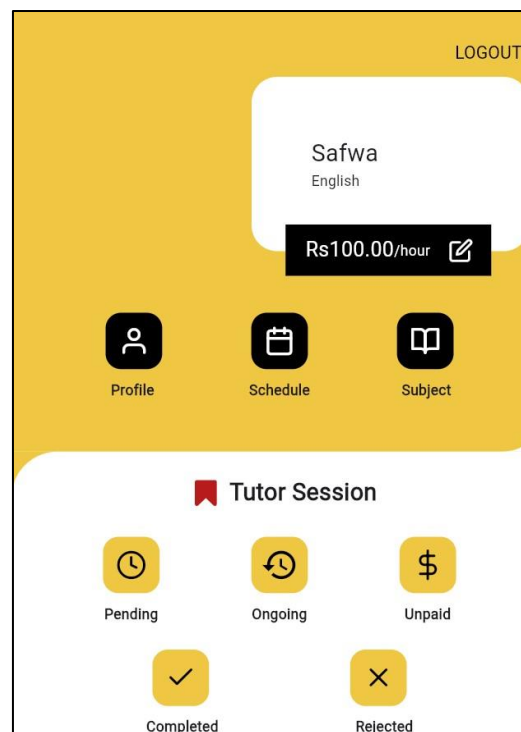 LOGOUT
Safwa
English
Rs100.00/hour
Profile Schedule Subject
Tutor Session
Pending Ongoing Unpaid
Completed Rejected